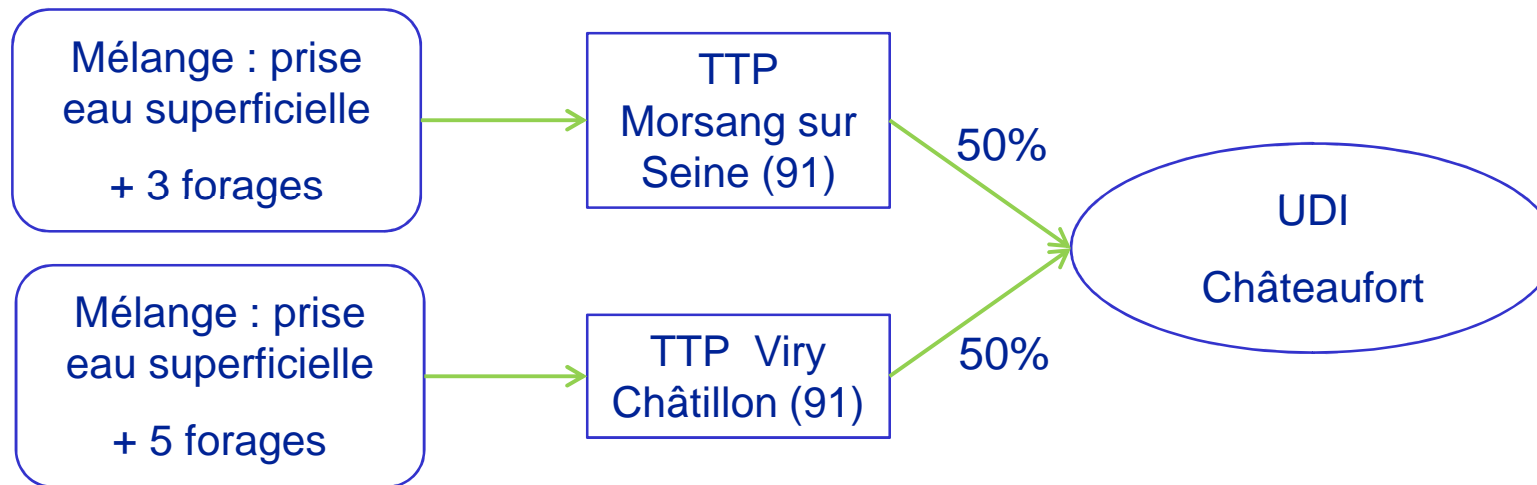 Mélange : prise
eau superficielle
+ 3 forages
TTP
Morsang sur
Seine (91)
50%
UDI
Châteaufort
Mélange : prise
eau superficielle
+ 5 forages
TTP Viry
Châtillon (91)
50%